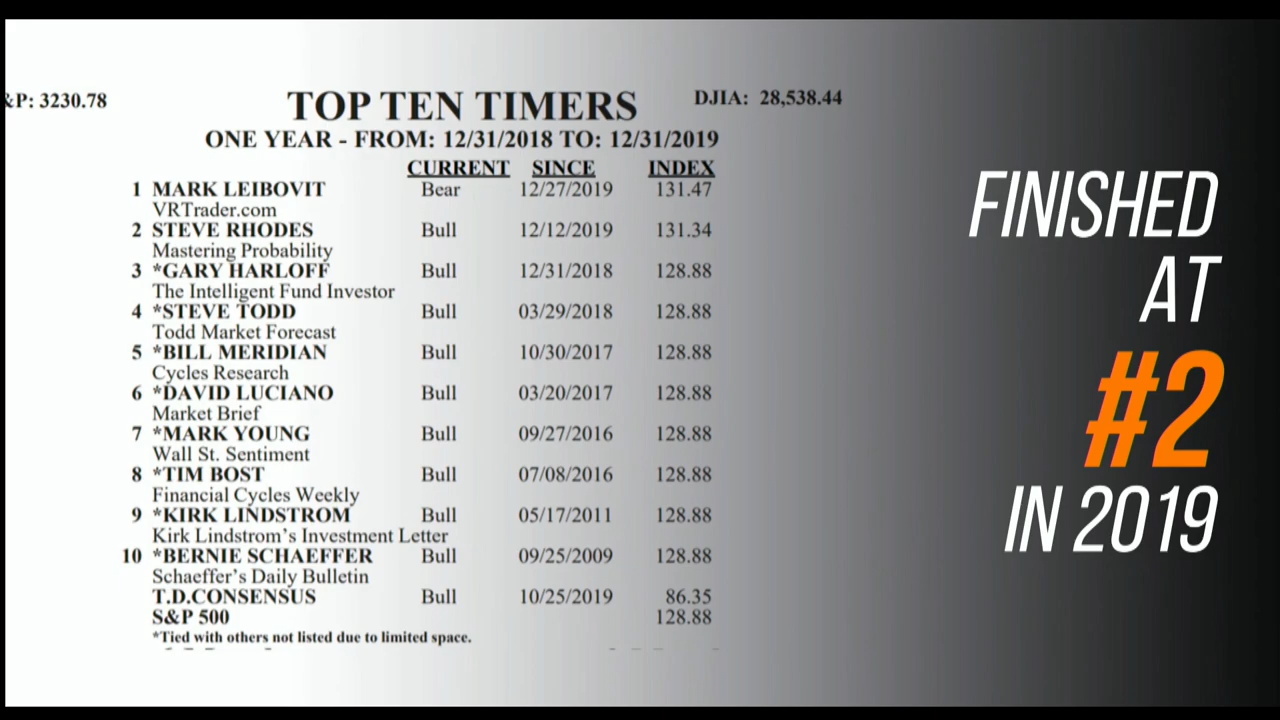 &P: 3230.78
TOP TEN TIMERS
DJIA: 28,538.44
ONE YEAR - FROM: 12/31/2018 TO: 12/31/2019
CURRENT SINCE INDEX
1 MARK LEIBOVIT Bear 12/27/2019 131.47
VRTrader.com
2 STEVE RHODES Bull 12/12/2019 131.34
Mastering Probability
3 *GARY HARLOFF Bull 12/31/2018 128.88
The Intelligent Fund Investor
4 *STEVE TODD Bull 03/29/2018 128.88
Todd Market Forecast
5 *BILL MERIDIAN Bull 10/30/2017 128.88
Cycles Research
6 *DAVID LUCIANO Bull 03/20/2017 128.88
Market Brief
7 *MARK YOUNG Bull 09/27/2016 128.88
Wall St. Sentiment
8 *TIM BOST Bull 07/08/2016 128.88
Financial Cycles Weekly
9 *KIRK LINDSTROM Bull 05/17/2011 128.88
Kirk Lindstrom's Investment Letter
10 *BERNIE SCHAEFFER Bull 09/25/2009 128.88
Schaeffer's Daily Bulletin
T.D.CONSENSUS Bull 10/25/2019 86.35
S&P 500 128.88
*Tied with others not listed due to limited space.
FINISHED
AT
#2
IN 2019